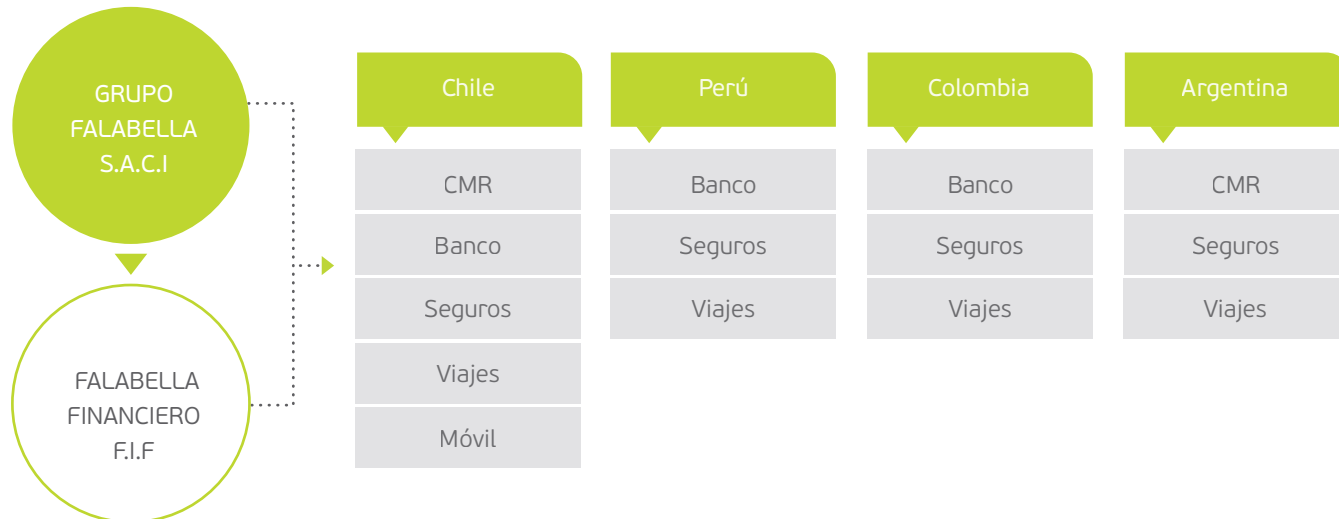 GRUPO
FALABELLA
S.A.C.I
FALABELLA
FINANCIERO
F.I.F
Chile
CMR
Banco
Seguros
Viajes
Móvil
Perú
Banco
Seguros
Viajes
Colombia
Banco
Seguros
Viajes
Argentina
CMR
Seguros
Viajes